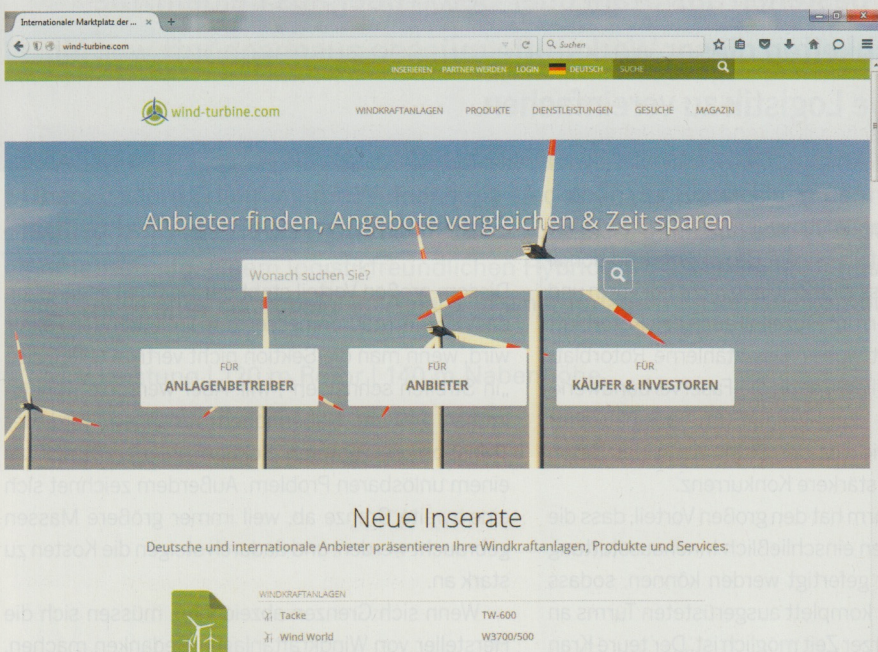 Internationaler Marktplatz der ...
wind-turbine.com
Suchen
INSERIEREN PARTNER WERDEN LOGIN DEUTSCH SUCHE
wind-turbine.com WINDKRAFTANLAGEN PRODUKTE DIENSTLEISTUNGEN GESUCHE MAGAZIN
Anbieter finden, Angebote vergleichen & Zeit sparen
Wonach suchen Sie?
FÜR
ANLAGENBETREIBER
FÜR
ANBIETER
FÜR
KÄUFER & INVESTOREN
Neue Inserate
Deutsche und internationale Anbieter präsentieren Ihre Windkraftanlagen, Produkte und Services.
WINDKRAFTANLAGEN
Tacke TW-600
Wind World W3700/500